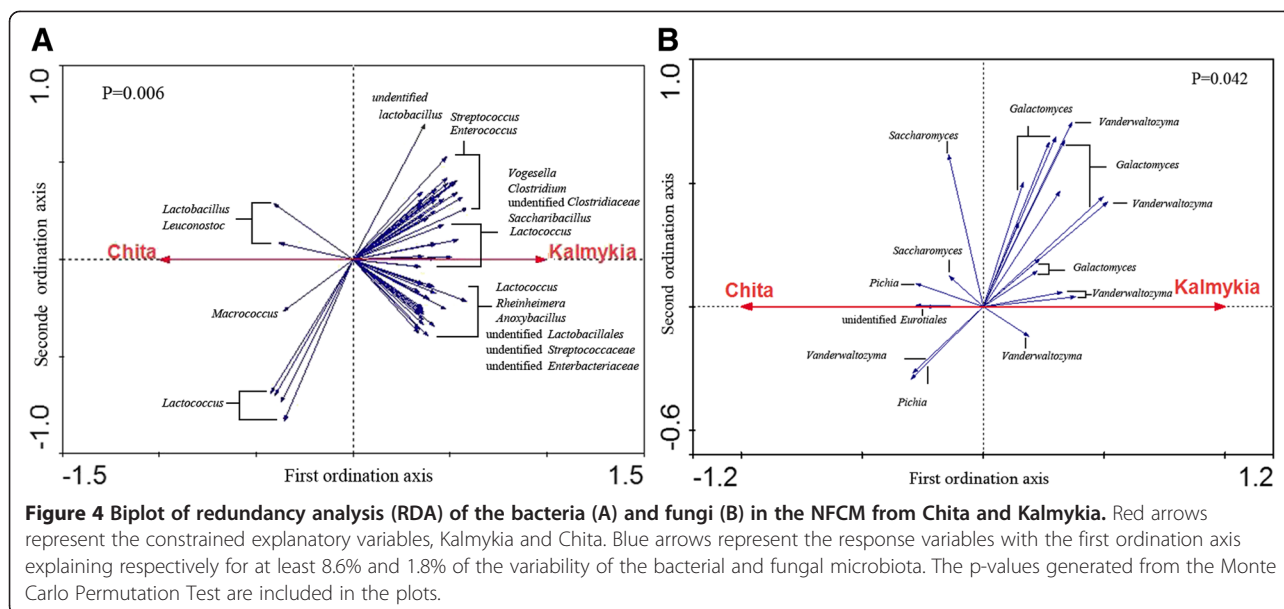 A
1.0
P=0.006
unidentified
lactobacillus
Streptococcus
Enterococcus
Vogesella
Clostridium
unidentified Clostridiaceae
Saccharibacillus
Lactococcus
Lactobacillus
Leuconostoc
Chita
Kalmykia
Macrococcus
Lactococcus
Rheinheimera
Anoxybacillus
unidentified Lactobacillales
unidentified Streptococcaceae
unidentified Enterbacteriaceae
Lactococcus
Seconde ordination axis
-1.0
-1.5
First ordination axis
1.5
B
1.0
P=0.042
Galactomyces
Vanderwaltozyma
Saccharomyces
Galactomyces
Vanderwaltozyma
Saccharomyces
Galactomyces
Pichia
Vanderwaltozyma
Chita
Kalmykia
unidentified Eurotiales
Vanderwaltozyma
Vanderwaltozyma
Pichia
Second ordination axis
-0.6
-1.2
First ordination axis
1.2
Figure 4 Biplot of redundancy analysis (RDA) of the bacteria (A) and fungi (B) in the NFCM from Chita and Kalmykia. Red arrows
represent the constrained explanatory variables, Kalmykia and Chita. Blue arrows represent the response variables with the first ordination axis
explaining respectively for at least 8.6% and 1.8% of the variability of the bacterial and fungal microbiota. The p-values generated from the Monte
Carlo Permutation Test are included in the plots.